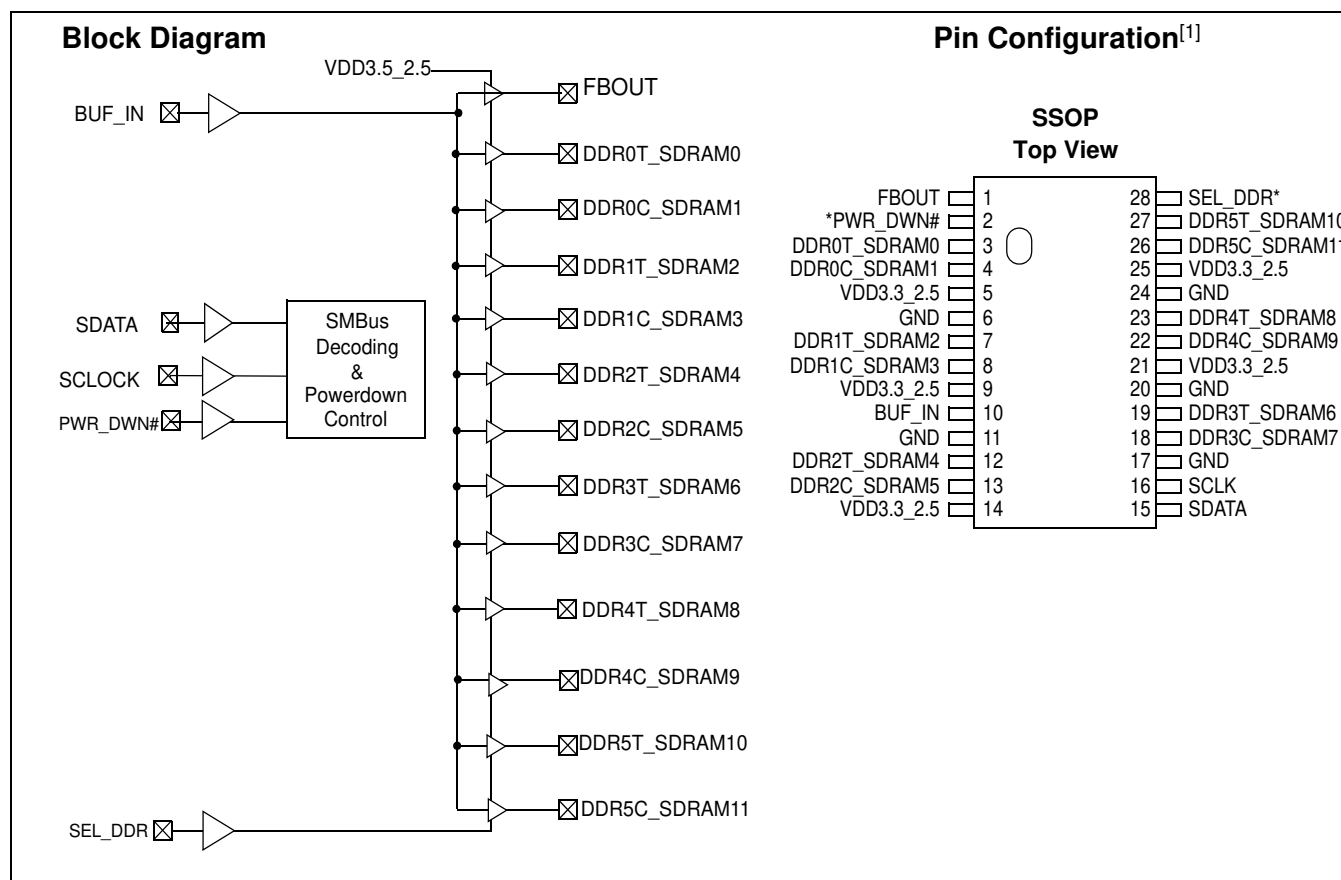 Block Diagram
VDD3.5_2.5
BUF_IN
FBOUT
DDR0T_SDRAM0
DDR0C_SDRAM1
DDR1T_SDRAM2
DDR1C_SDRAM3
DDR2T_SDRAM4
DDR2C_SDRAM5
DDR3T_SDRAM6
DDR3C_SDRAM7
DDR4T_SDRAM8
DDR4C_SDRAM9
DDR5T_SDRAM10
DDR5C_SDRAM11
SDATA
SCLOCK
PWR_DWN#
SMBus
Decoding
&
Powerdown
Control
SEL_DDR
Pin Configuration[1]
SSOP
Top View
FBOUT 1
*PWR_DWN# 2
DDR0T_SDRAM0 3
DDR0C_SDRAM1 4
VDD3.3_2.5 5
GND 6
DDR1T_SDRAM2 7
DDR1C_SDRAM3 8
VDD3.3_2.5 9
BUF_IN 10
GND 11
DDR2T_SDRAM4 12
DDR2C_SDRAM5 13
VDD3.3_2.5 14
28 SEL_DDR*
27 DDR5T_SDRAM10
26 DDR5C_SDRAM11
25 VDD3.3_2.5
24 GND
23 DDR4T_SDRAM8
22 DDR4C_SDRAM9
21 VDD3.3_2.5
20 GND
19 DDR3T_SDRAM6
18 DDR3C_SDRAM7
17 GND
16 SCLK
15 SDATA